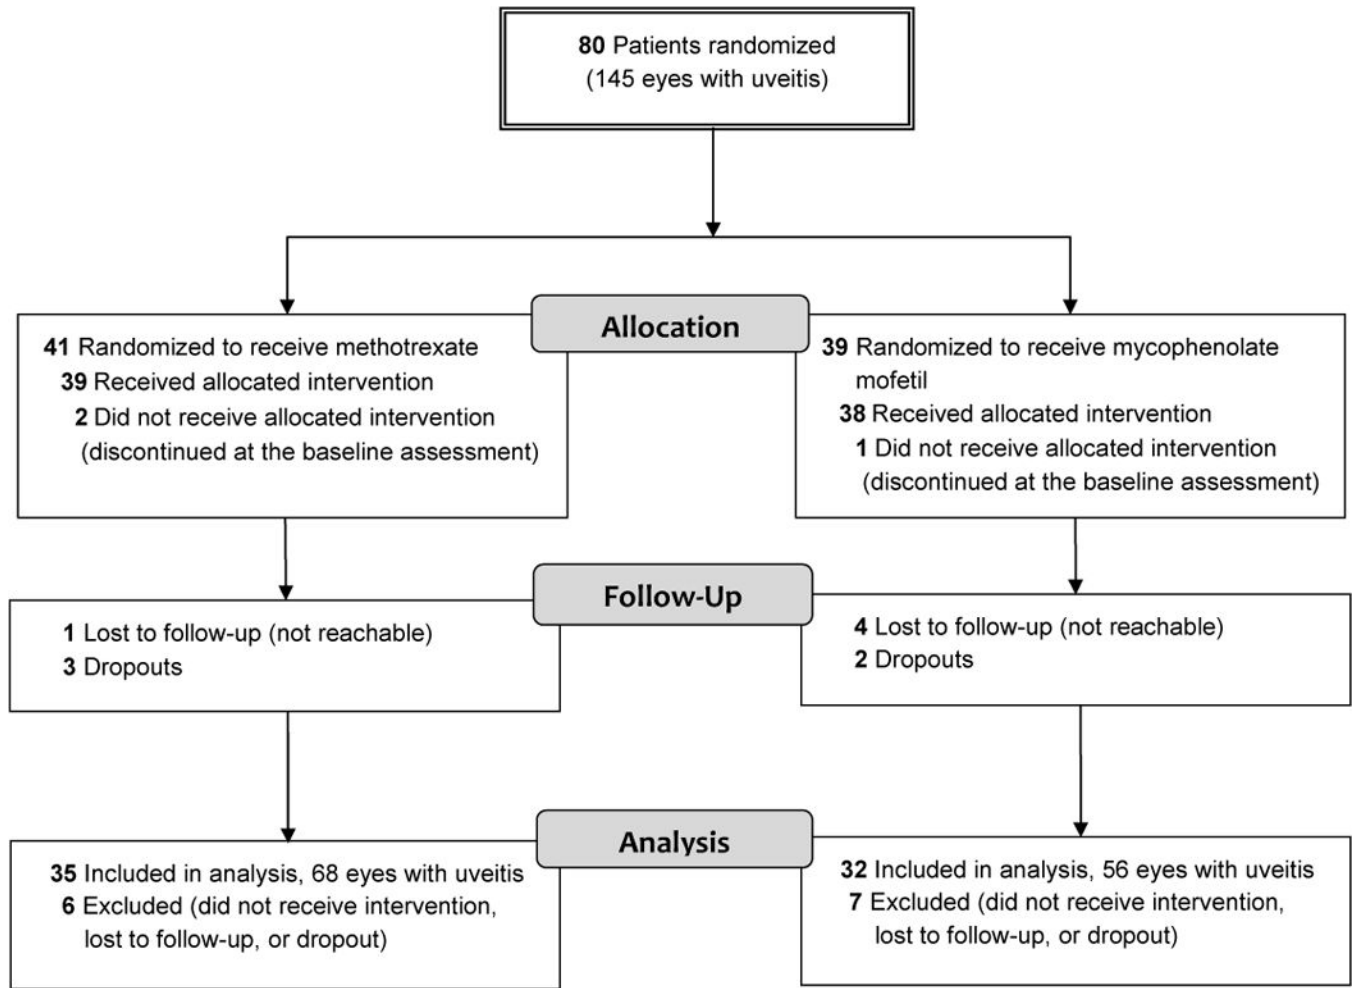 80 Patients randomized
(145 eyes with uveitis)
Allocation
41 Randomized to receive methotrexate
39 Received allocated intervention
2 Did not receive allocated intervention
(discontinued at the baseline assessment)
39 Randomized to receive mycophenolate
mofetil
38 Received allocated intervention
1 Did not receive allocated intervention
(discontinued at the baseline assessment)
Follow-Up
1 Lost to follow-up (not reachable)
3 Dropouts
4 Lost to follow-up (not reachable)
2 Dropouts
Analysis
35 Included in analysis, 68 eyes with uveitis
6 Excluded (did not receive intervention,
lost to follow-up, or dropout)
32 Included in analysis, 56 eyes with uveitis
7 Excluded (did not receive intervention,
lost to follow-up, or dropout)